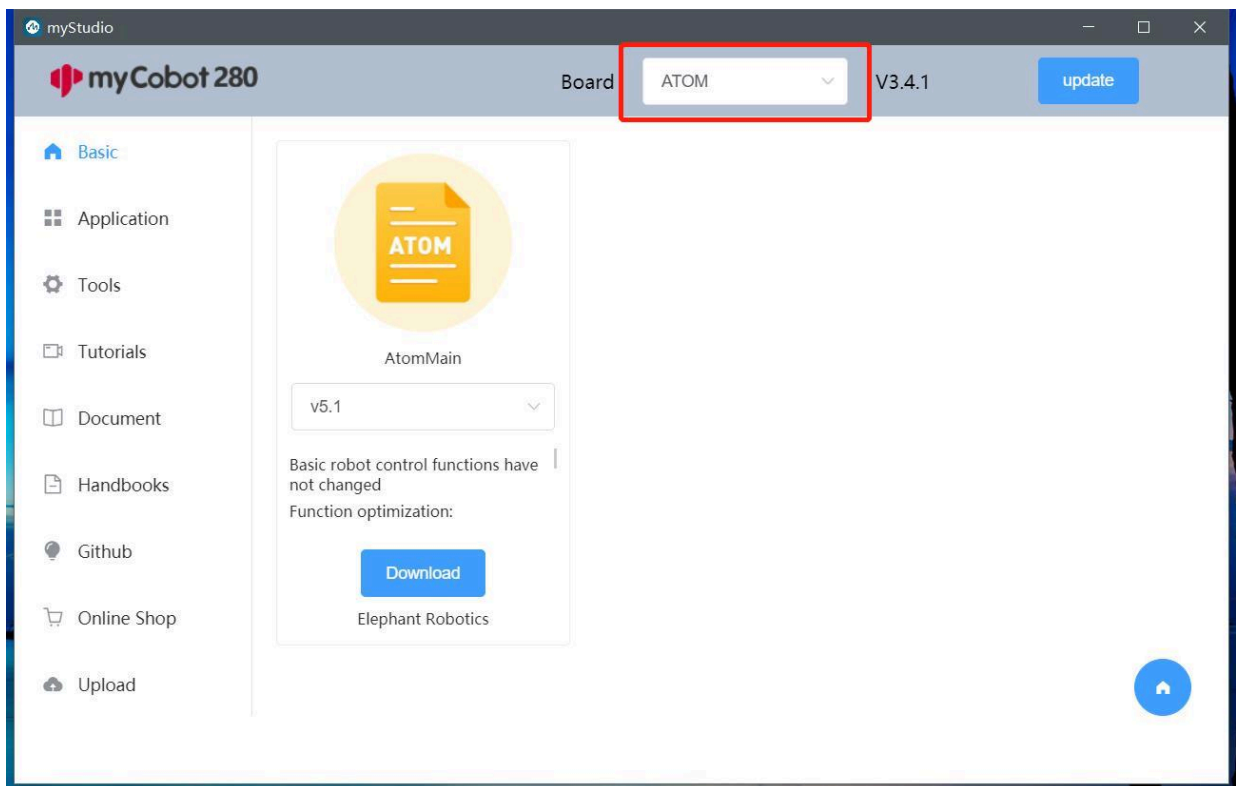 myStudio
myCobot 280
Board ATOM V3.4.1 update
Basic
Application
Tools
Tutorials
Document
Handbooks
Github
Online Shop
Upload
ATOM
AtomMain
v5.1
Basic robot control functions have
not changed
Function optimization:
Download
Elephant Robotics